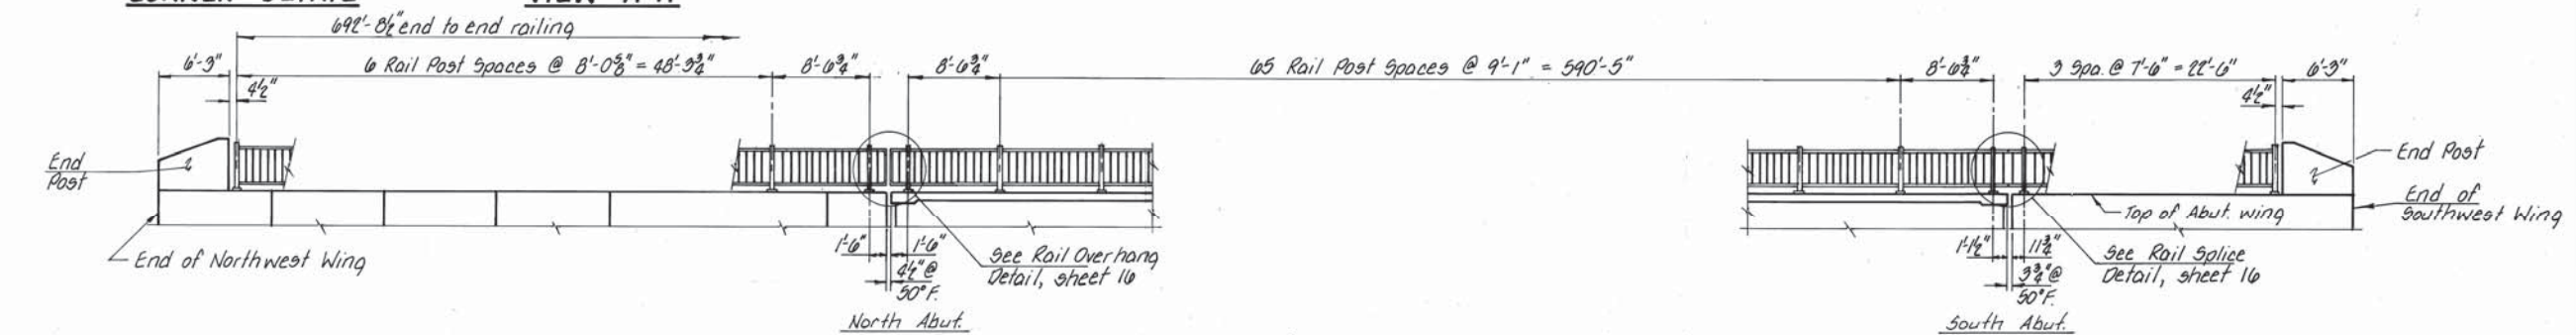 692'-8½" end to end railing
6'-3"
6 Rail Post Spaces @ 8'-0⅝" = 48'-3¾"
8'-6¾"
8'-6¾"
65 Rail Post Spaces @ 9'-1" = 590'-5"
8'-6¾"
3 Spa. @ 7'-6" = 22'-6"
6'-3"
4½"
4½"
End
Post
End Post
End of
Southwest Wing
Top of Abut. wing
End of Northwest Wing
1'-6"
1'-6"
4½" @
50°F.
See Rail Overhang
Detail, sheet 16
North Abut.
1'-1½"
11¾"
3¾" @
50°F.
See Rail Splice
Detail, sheet 16
South Abut.